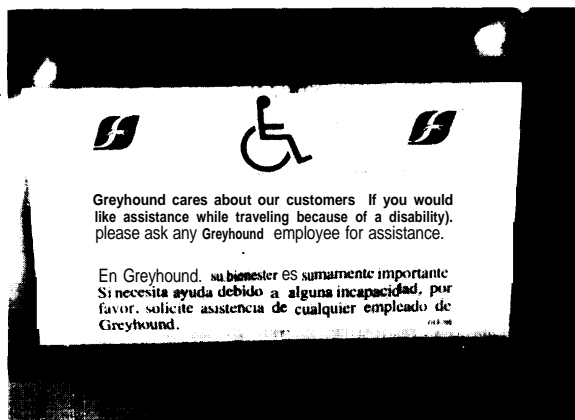 Greyhound cares about our customers If you would
like assistance while traveling because of a disability).
please ask any Greyhound employee for assistance.
En Greyhound. su bienester es sumamente importante
Si necesita ayuda debido a alguna incapacidad, por
favor, solicite asistencia de cualquier empleado de
Greyhound.